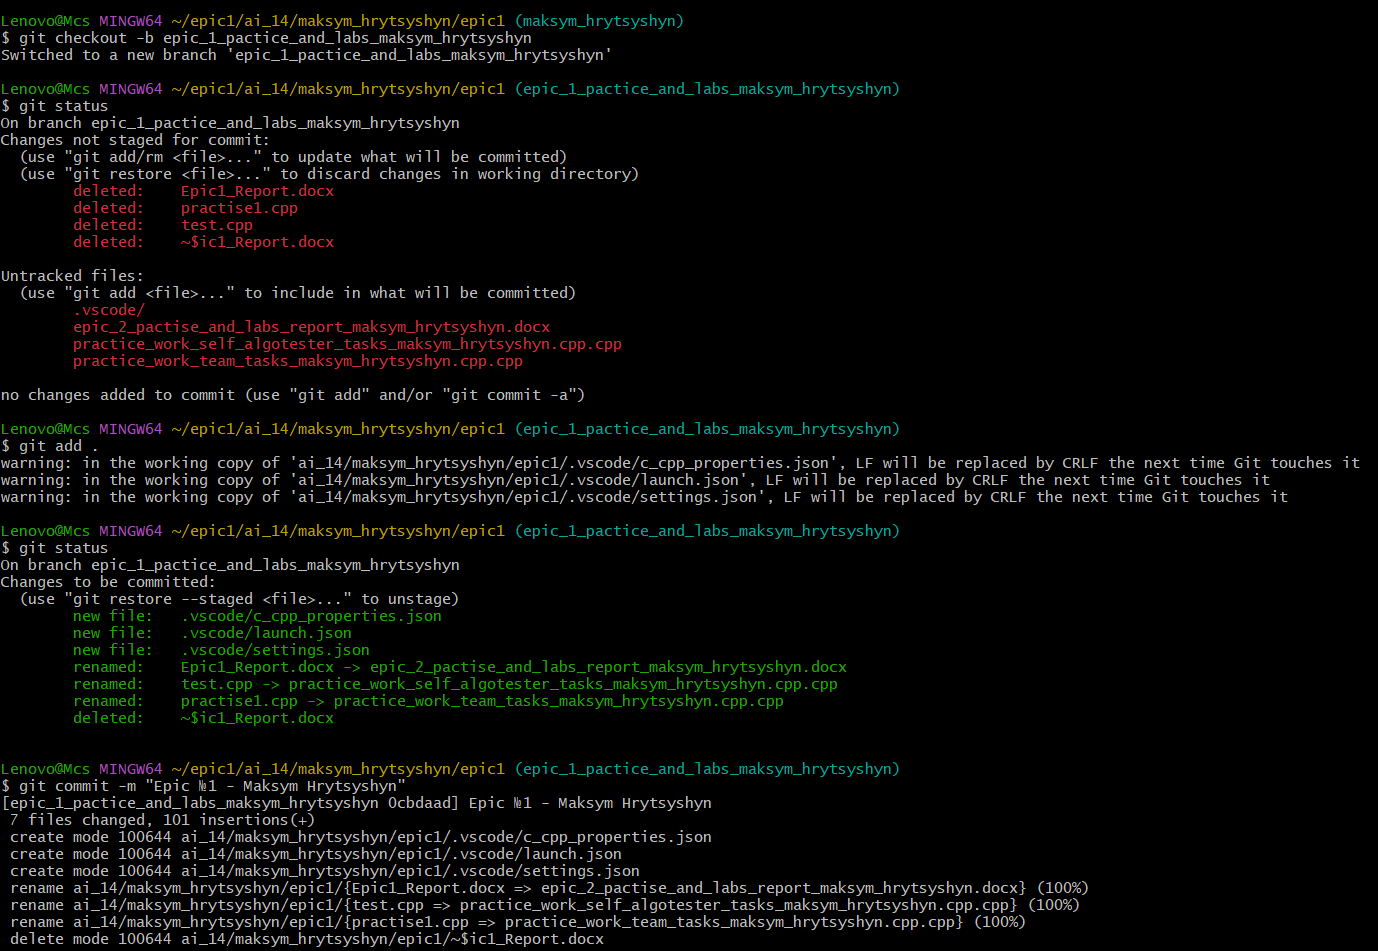 Lenovo@Mcs MINGW64 ~/epic1/ai_14/maksym_hrytsyshyn/epic1 (maksym_hrytsyshyn)
$ git checkout -b epic_1_pactice_and_labs_maksym_hrytsyshyn
Switched to a new branch 'epic_1_pactice_and_labs_maksym_hrytsyshyn'
Lenovo@Mcs MINGW64 ~/epic1/ai_14/maksym_hrytsyshyn/epic1 (epic_1_pactice_and_labs_maksym_hrytsyshyn)
$ git status
On branch epic_1_pactice_and_labs_maksym_hrytsyshyn
Changes not staged for commit:
  (use "git add/rm <file>..." to update what will be committed)
  (use "git restore <file>..." to discard changes in working directory)
        deleted:    Epic1_Report.docx
        deleted:    practise1.cpp
        deleted:    test.cpp
        deleted:    ~$ic1_Report.docx
Untracked files:
  (use "git add <file>..." to include in what will be committed)
        .vscode/
        epic_2_pactise_and_labs_report_maksym_hrytsyshyn.docx
        practice_work_self_algotester_tasks_maksym_hrytsyshyn.cpp.cpp
        practice_work_team_tasks_maksym_hrytsyshyn.cpp.cpp
no changes added to commit (use "git add" and/or "git commit -a")
Lenovo@Mcs MINGW64 ~/epic1/ai_14/maksym_hrytsyshyn/epic1 (epic_1_pactice_and_labs_maksym_hrytsyshyn)
$ git add .
warning: in the working copy of 'ai_14/maksym_hrytsyshyn/epic1/.vscode/c_cpp_properties.json', LF will be replaced by CRLF the next time Git touches it
warning: in the working copy of 'ai_14/maksym_hrytsyshyn/epic1/.vscode/launch.json', LF will be replaced by CRLF the next time Git touches it
warning: in the working copy of 'ai_14/maksym_hrytsyshyn/epic1/.vscode/settings.json', LF will be replaced by CRLF the next time Git touches it
Lenovo@Mcs MINGW64 ~/epic1/ai_14/maksym_hrytsyshyn/epic1 (epic_1_pactice_and_labs_maksym_hrytsyshyn)
$ git status
On branch epic_1_pactice_and_labs_maksym_hrytsyshyn
Changes to be committed:
  (use "git restore --staged <file>..." to unstage)
        new file:   .vscode/c_cpp_properties.json
        new file:   .vscode/launch.json
        new file:   .vscode/settings.json
        renamed:    Epic1_Report.docx -> epic_2_pactise_and_labs_report_maksym_hrytsyshyn.docx
        renamed:    test.cpp -> practice_work_self_algotester_tasks_maksym_hrytsyshyn.cpp.cpp
        renamed:    practise1.cpp -> practice_work_team_tasks_maksym_hrytsyshyn.cpp.cpp
        deleted:    ~$ic1_Report.docx
Lenovo@Mcs MINGW64 ~/epic1/ai_14/maksym_hrytsyshyn/epic1 (epic_1_pactice_and_labs_maksym_hrytsyshyn)
$ git commit -m "Epic №1 - Maksym Hrytsyshyn"
[epic_1_pactice_and_labs_maksym_hrytsyshyn 0cbdaad] Epic №1 - Maksym Hrytsyshyn
 7 files changed, 101 insertions(+)
 create mode 100644 ai_14/maksym_hrytsyshyn/epic1/.vscode/c_cpp_properties.json
 create mode 100644 ai_14/maksym_hrytsyshyn/epic1/.vscode/launch.json
 create mode 100644 ai_14/maksym_hrytsyshyn/epic1/.vscode/settings.json
 rename ai_14/maksym_hrytsyshyn/epic1/{Epic1_Report.docx => epic_2_pactise_and_labs_report_maksym_hrytsyshyn.docx} (100%)
 rename ai_14/maksym_hrytsyshyn/epic1/{test.cpp => practice_work_self_algotester_tasks_maksym_hrytsyshyn.cpp.cpp} (100%)
 rename ai_14/maksym_hrytsyshyn/epic1/{practise1.cpp => practice_work_team_tasks_maksym_hrytsyshyn.cpp.cpp} (100%)
 delete mode 100644 ai_14/maksym_hrytsyshyn/epic1/~$ic1_Report.docx